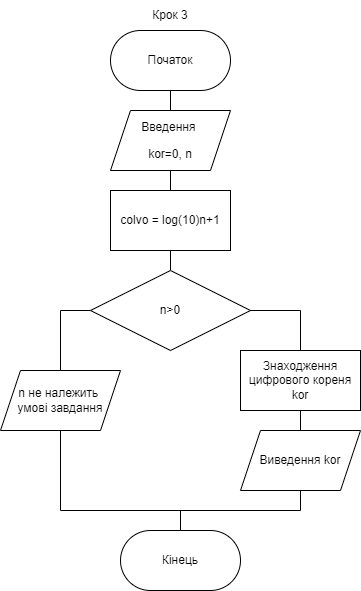 Крок 3
Початок
Введення
kor=0, n
colvo = log(10)n+1
n>0
n не належить
умові завдання
Знаходження
цифрового кореня
kor
Виведення kor
Кінець